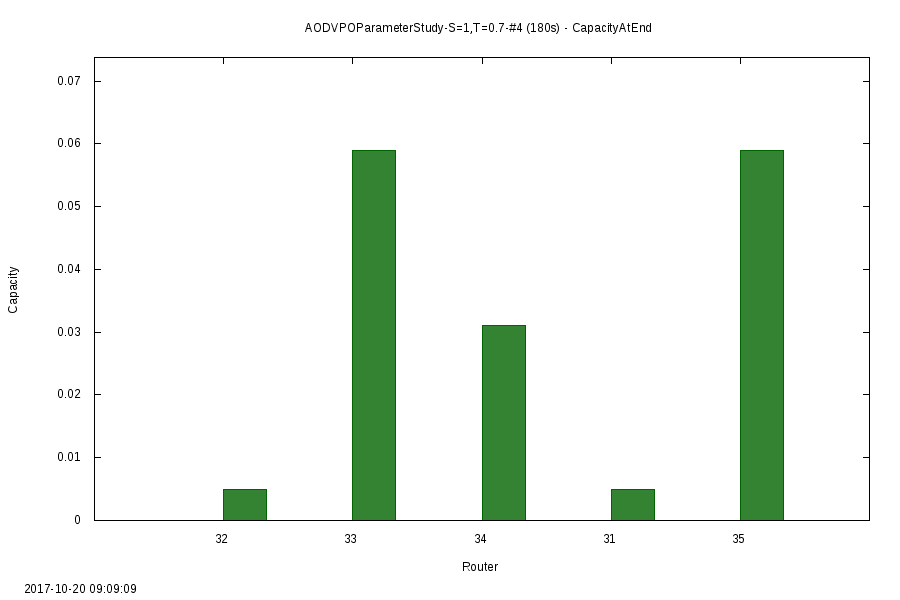 AODVPOParameterStudy-S=1,T=0.7-#4 (180s) - CapacityAtEnd
0.07
0.06
0.05
0.04
0.03
0.02
0.01
0
Capacity
32 33 34 31 35
Router
2017-10-20 09:09:09